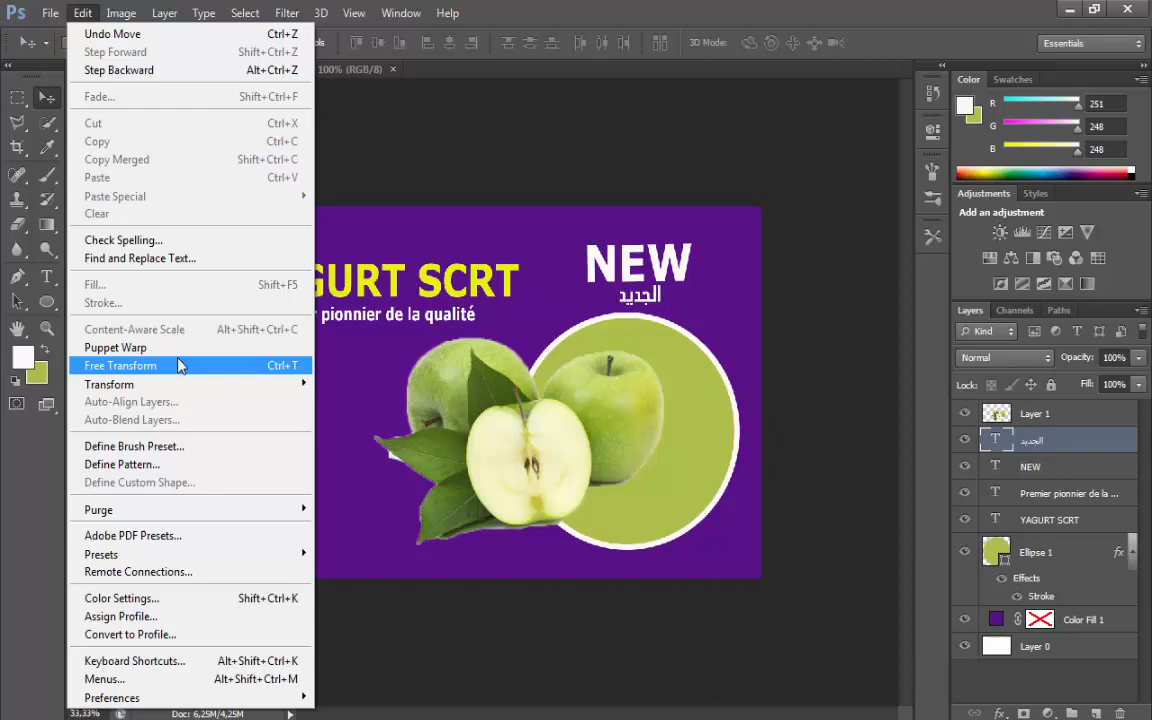 Ps File Edit Image Layer Type Select Filter 3D View Window Help
3D Mode: Essentials
100% (RGB/8) ×
Undo Move Ctrl+Z
Step Forward Shift+Ctrl+Z
Step Backward Alt+Ctrl+Z
Fade... Shift+Ctrl+F
Cut Ctrl+X
Copy Ctrl+C
Copy Merged Shift+Ctrl+C
Paste Ctrl+V
Paste Special
Clear
Check Spelling...
Find and Replace Text...
Fill... Shift+F5
Stroke...
Content-Aware Scale Alt+Shift+Ctrl+C
Puppet Warp
Free Transform Ctrl+T
Transform
Auto-Align Layers...
Auto-Blend Layers...
Define Brush Preset...
Define Pattern...
Define Custom Shape...
Purge
Adobe PDF Presets...
Presets
Remote Connections...
Color Settings... Shift+Ctrl+K
Assign Profile...
Convert to Profile...
Keyboard Shortcuts... Alt+Shift+Ctrl+K
Menus... Alt+Shift+Ctrl+M
Preferences
33,33% Doc: 6,25M/4,25M
GURT SCRT
pionnier de la qualité
NEW
الجديد
Color Swatches
R 251
G 248
B 248
Adjustments Styles
Add an adjustment
Layers Channels Paths
Kind
Normal Opacity: 100%
Lock: Fill: 100%
Layer 1
T الجديد
T NEW
T Premier pionnier de la ...
T YAGURT SCRT
Ellipse 1 fx
Effects
Stroke
Color Fill 1
Layer 0
fx